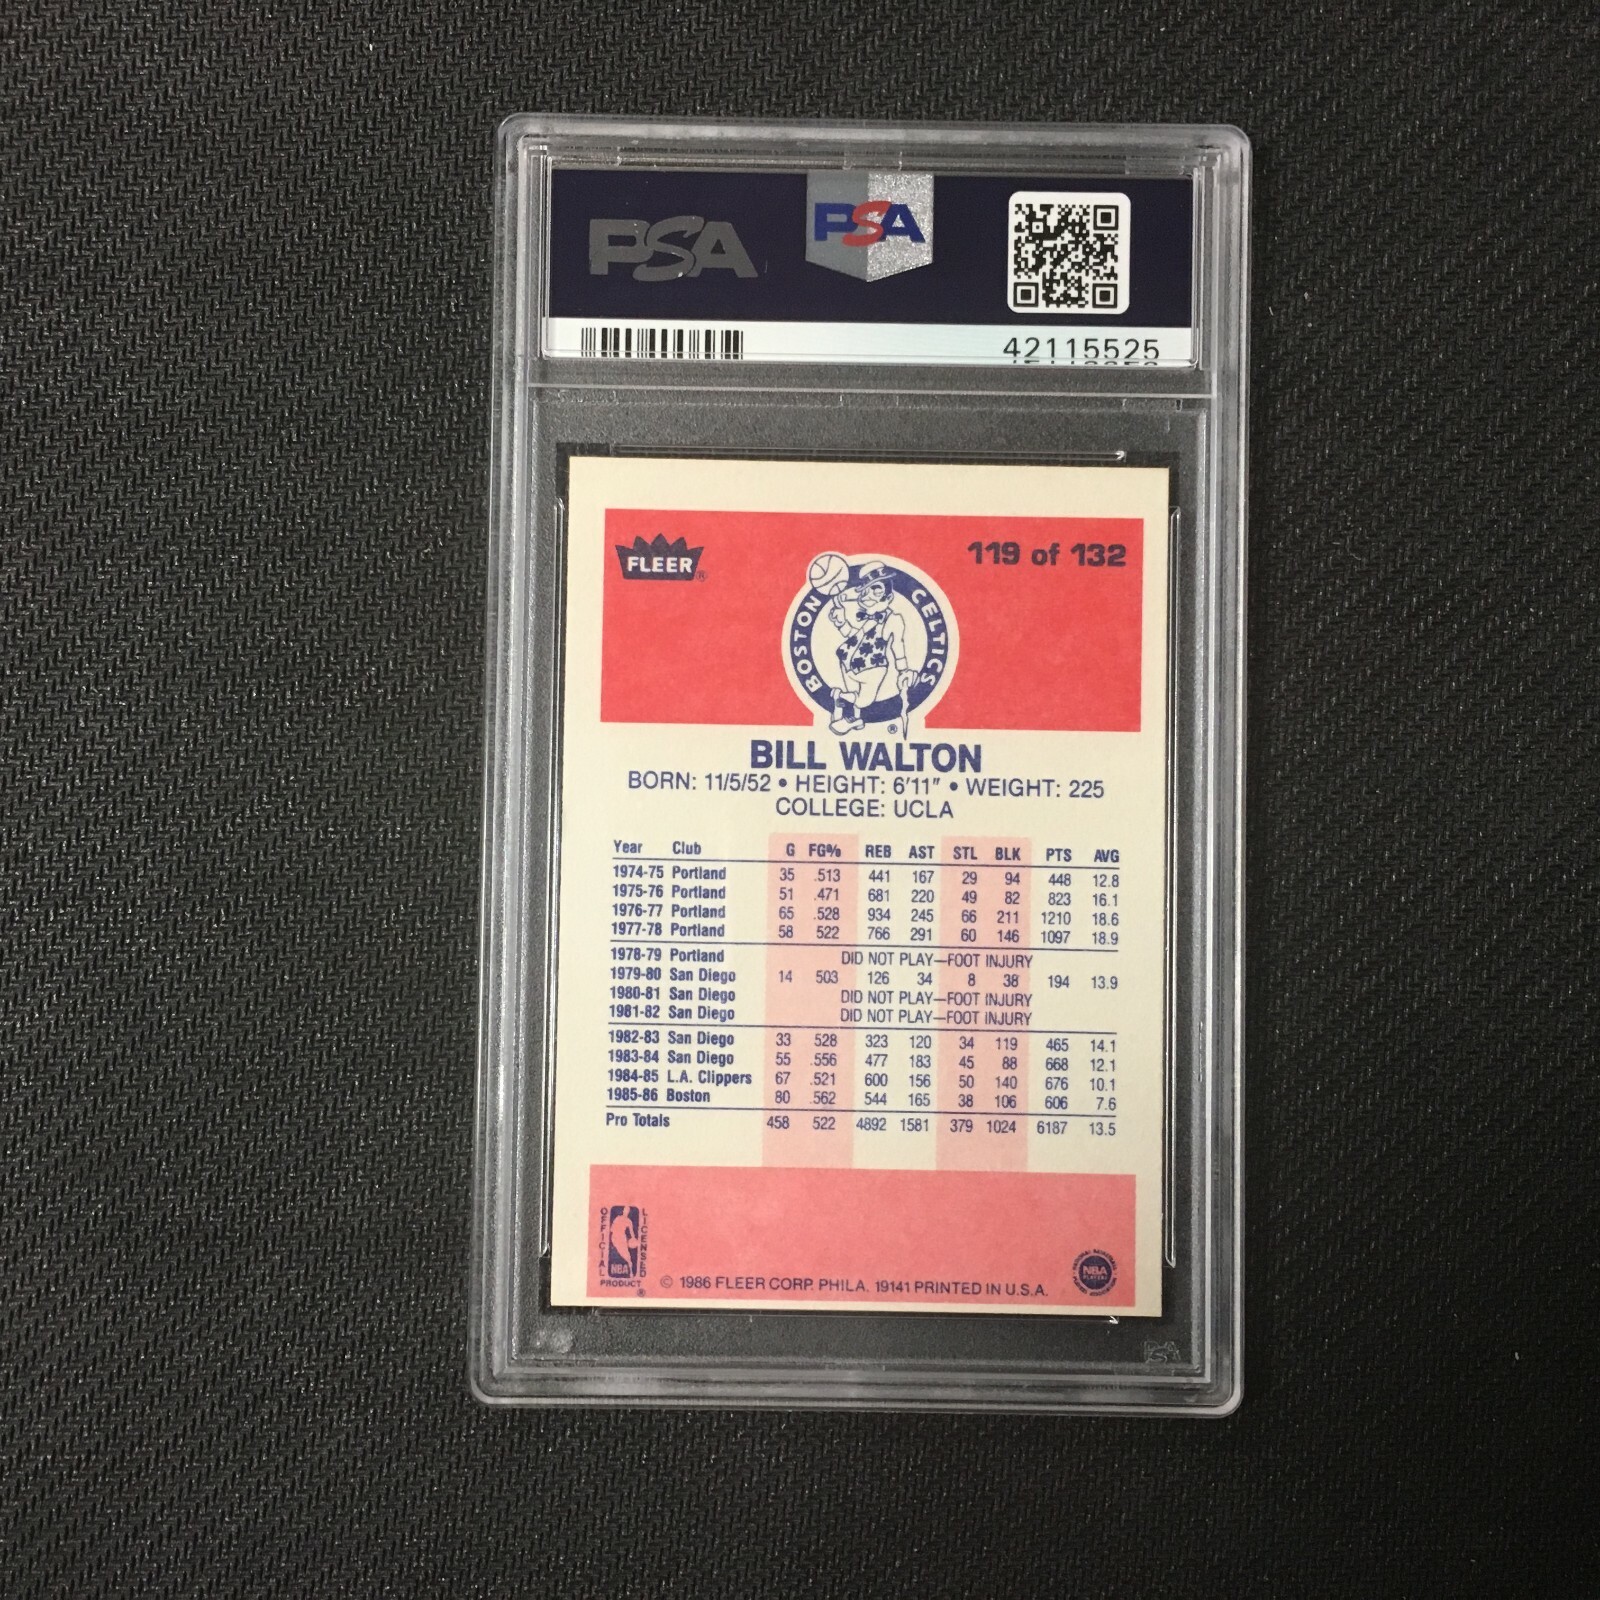 PSA PSA
42115525
FLEER®
119 of 132
BOSTON CELTICS
®
BILL WALTON
BORN: 11/5/52 • HEIGHT: 6'11" • WEIGHT: 225
COLLEGE: UCLA
Year Club G FG% REB AST STL BLK PTS AVG
1974-75 Portland 35 .513 441 167 29 94 448 12.8
1975-76 Portland 51 .471 681 220 49 82 823 16.1
1976-77 Portland 65 .528 934 245 66 211 1210 18.6
1977-78 Portland 58 522 766 291 60 146 1097 18.9
1978-79 Portland DID NOT PLAY—FOOT INJURY
1979-80 San Diego 14 503 126 34 8 38 194 13.9
1980-81 San Diego DID NOT PLAY—FOOT INJURY
1981-82 San Diego DID NOT PLAY—FOOT INJURY
1982-83 San Diego 33 528 323 120 34 119 465 14.1
1983-84 San Diego 55 .556 477 183 45 88 668 12.1
1984-85 L.A. Clippers 67 .521 600 156 50 140 676 10.1
1985-86 Boston 80 .562 544 165 38 106 606 7.6
Pro Totals 458 522 4892 1581 379 1024 6187 13.5
OFFICIAL LICENSED
NBA
PRODUCT ®
© 1986 FLEER CORP. PHILA. 19141 PRINTED IN U.S.A.
NBA
PLAYERS
PSA